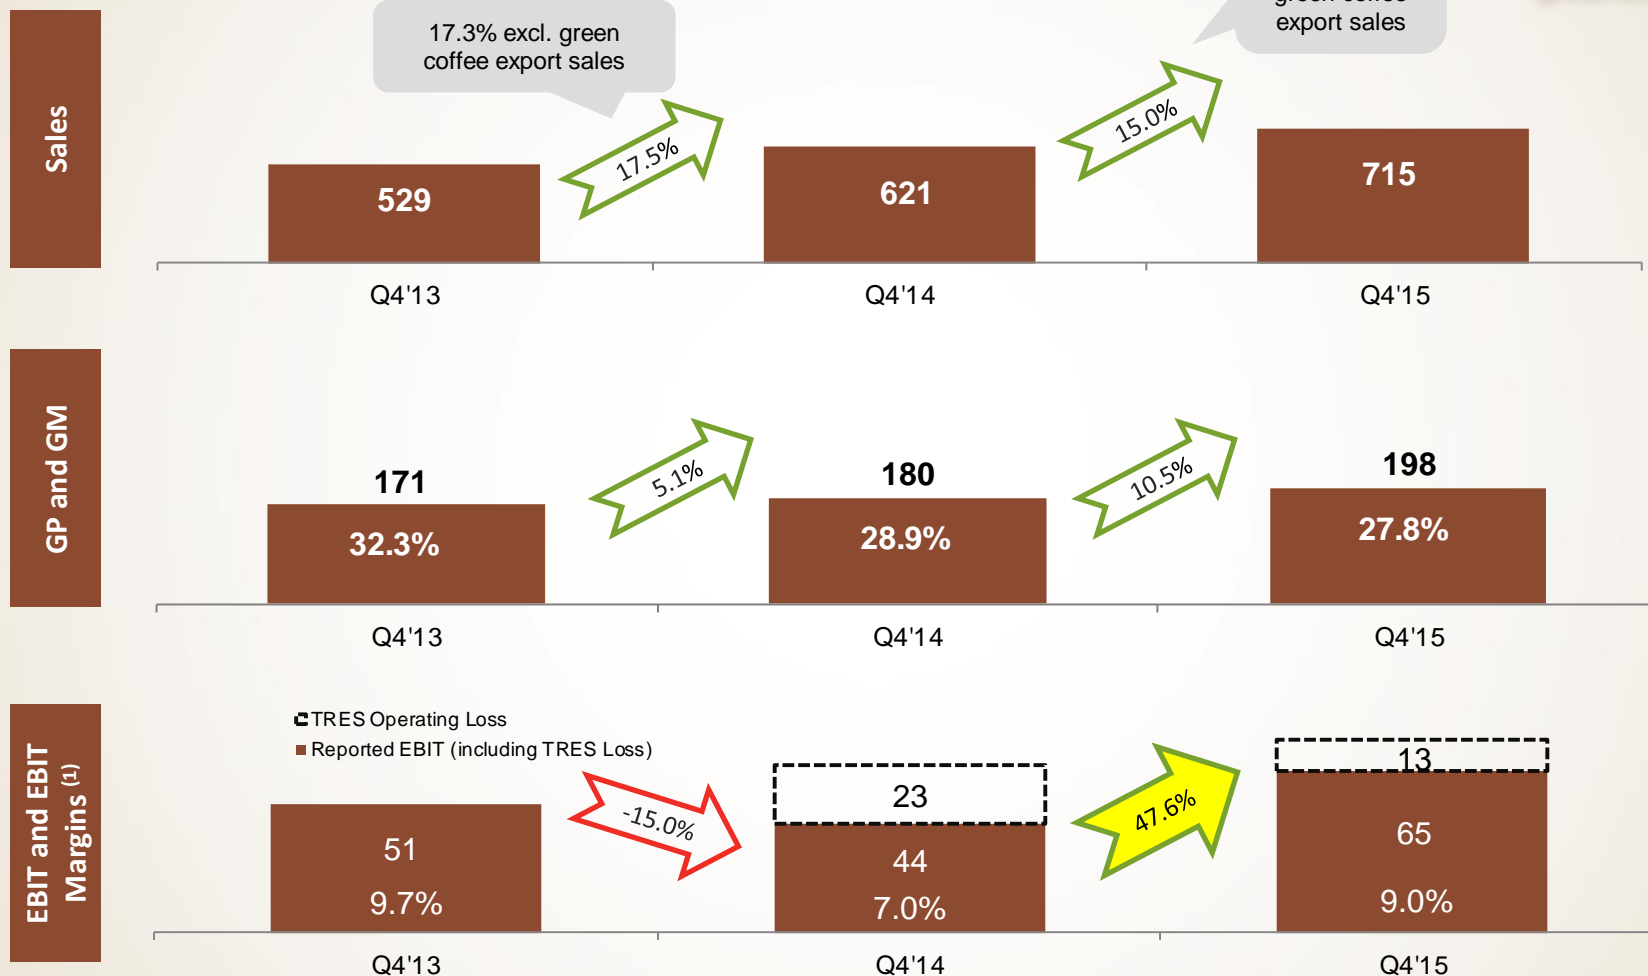 Sales
17.3% excl. green
coffee export sales
export sales
17.5%
15.0%
529
621
715
Q4'13
Q4'14
Q4'15
GP and GM
171
5.1%
180
10.5%
198
32.3%
28.9%
27.8%
Q4'13
Q4'14
Q4'15
EBIT and EBIT
Margins (1)
TRES Operating Loss
Reported EBIT (including TRES Loss)
-15.0%
47.6%
23
13
51
44
65
9.7%
7.0%
9.0%
Q4'13
Q4'14
Q4'15